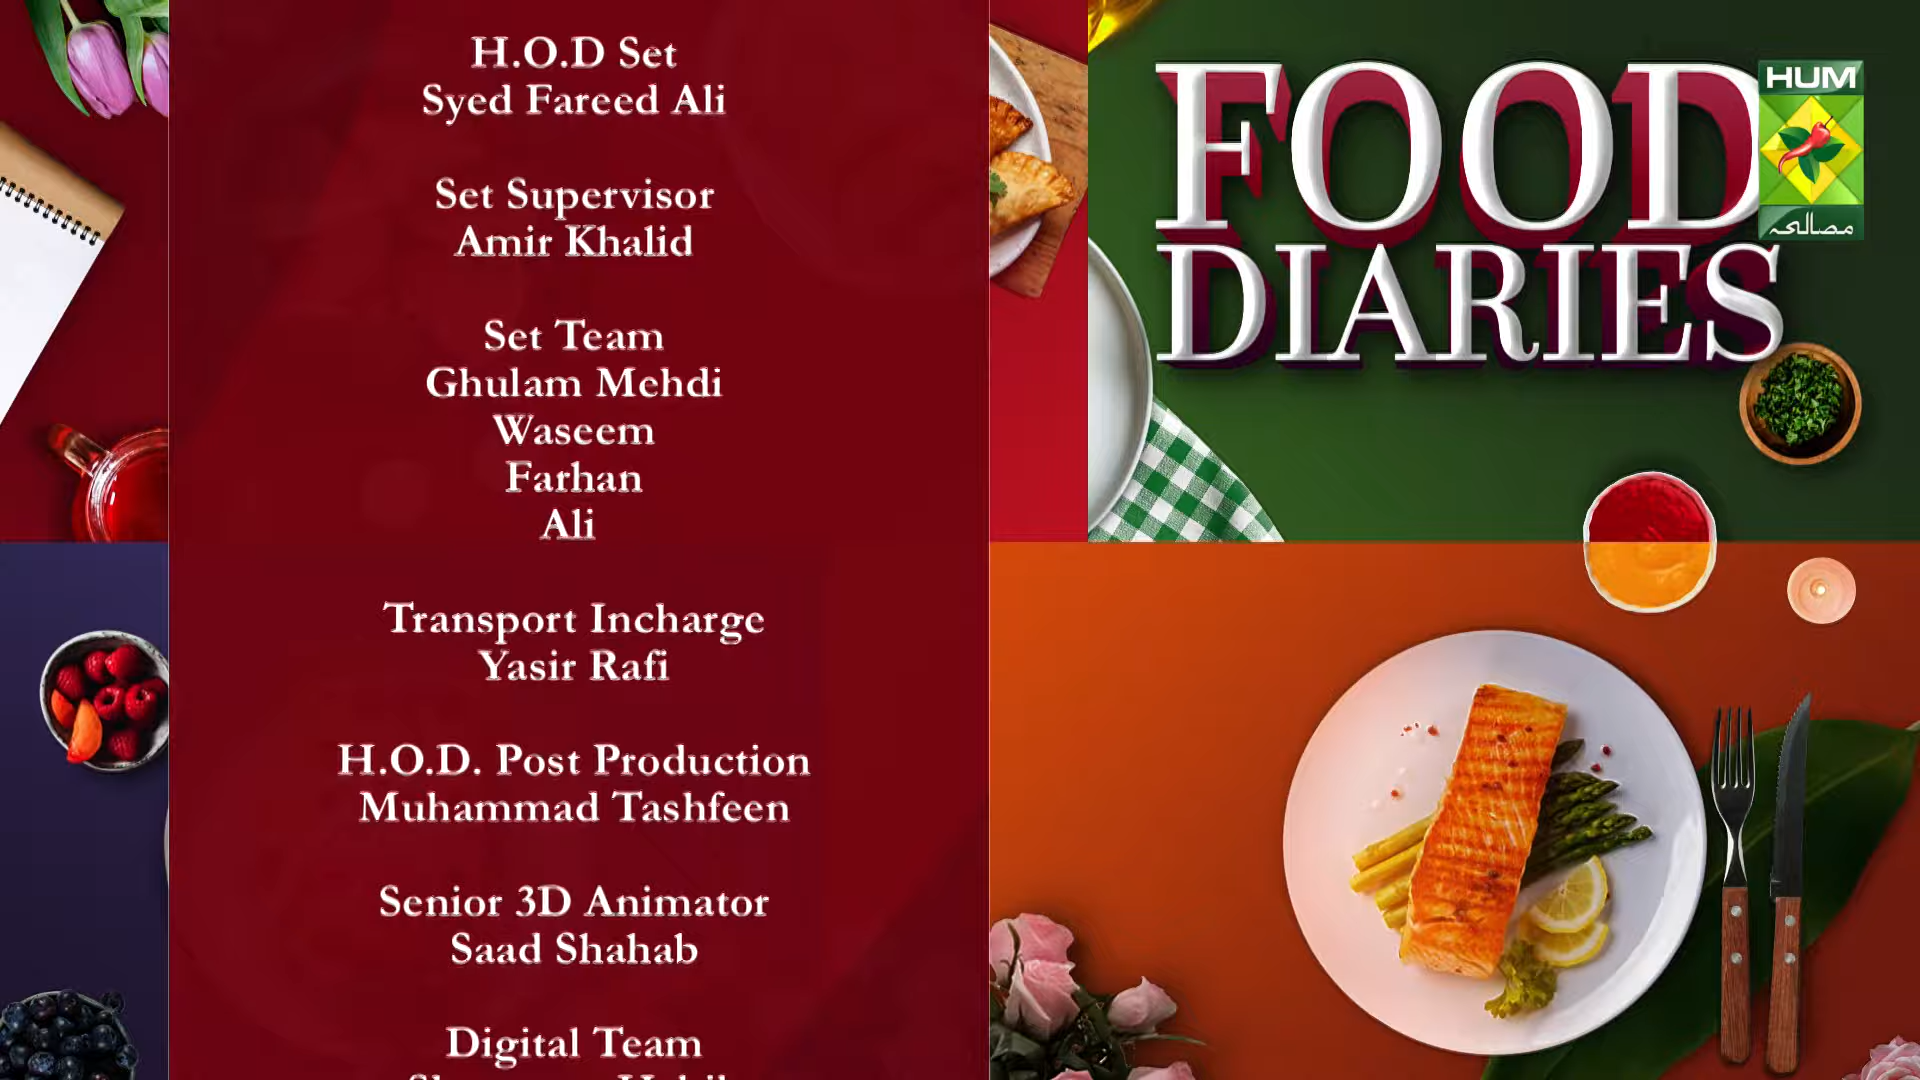 H.O.D Set
Syed Fareed Ali
Set Supervisor
Amir Khalid
Set Team
Ghulam Mehdi
Waseem
Farhan
Ali
Transport Incharge
Yasir Rafi
H.O.D. Post Production
Muhammad Tashfeen
Senior 3D Animator
Saad Shahab
Digital Team
FOOD
DIARIES
HUM
مصالحہ